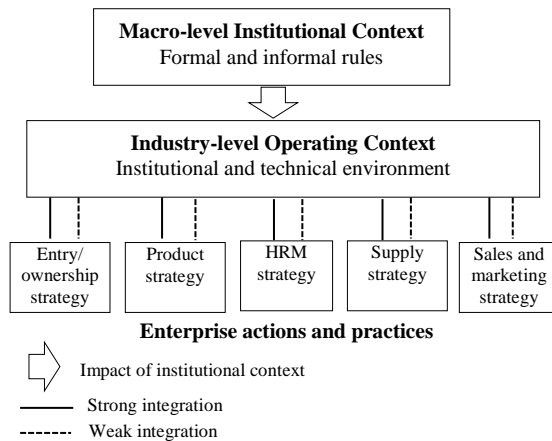 Macro-level Institutional Context
Formal and informal rules
Industry-level Operating Context
Institutional and technical environment
Entry/
ownership
strategy
Product
strategy
HRM
strategy
Supply
strategy
Sales and
marketing
strategy
Enterprise actions and practices
Impact of institutional context
Strong integration
Weak integration